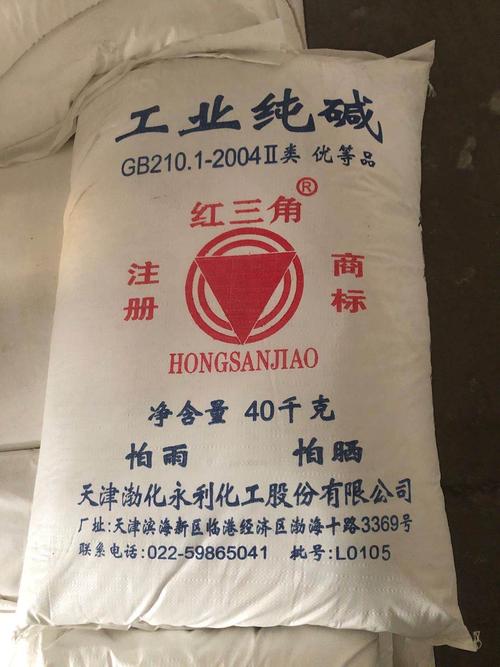 工业纯碱
GB210.1-2004Ⅱ类 优等品
红三角®
注册 商标
HONGSANJIAO
净含量 40千克
怕雨 怕晒
天津渤化永利化工股份有限公司
厂址:天津滨海新区临港经济区渤海十路3369号
联系电话:022-59865041 批号:L0105